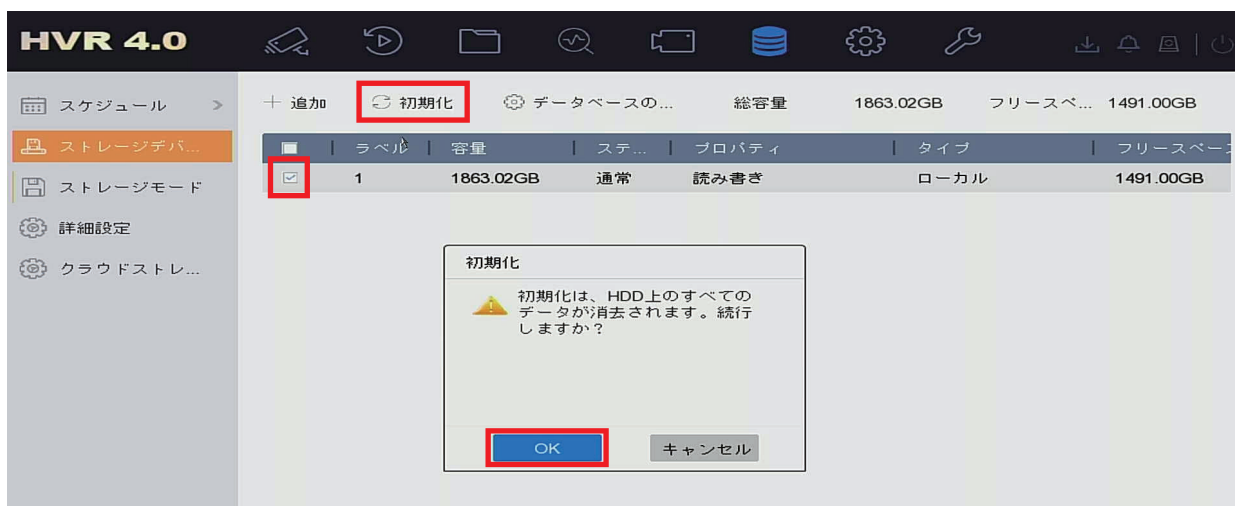 HVR 4.0
スケジュール >
ストレージデバ...
ストレージモード
詳細設定
クラウドストレ...
追加 初期化 データベースの... 総容量 1863.02GB フリースペ... 1491.00GB
ラベル 容量 ステ... プロパティ タイプ フリースペー
1 1863.02GB 通常 読み書き ローカル 1491.00GB
初期化
初期化は、HDD上のすべての
データが消去されます。続行
しますか？
OK キャンセル